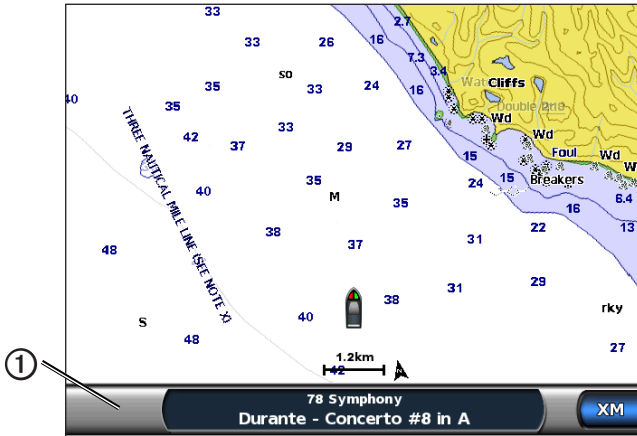 33
2.7
33
26
16
7.3
3.4
so
Cliffs
35
33
24
16
40
35
Wd
42
33
Wd
37
29
27
Foul
Wd
15
Breakers
15
24
35
40
6.4
M
35
16
THREE NAUTICAL MILE LINE (SEE NOTE X)
38
22
13
37
31
48
29
31
38
rky
40
S
48
27
1.2km
42
N
1
78 Symphony
Durante - Concerto #8 in A
XM